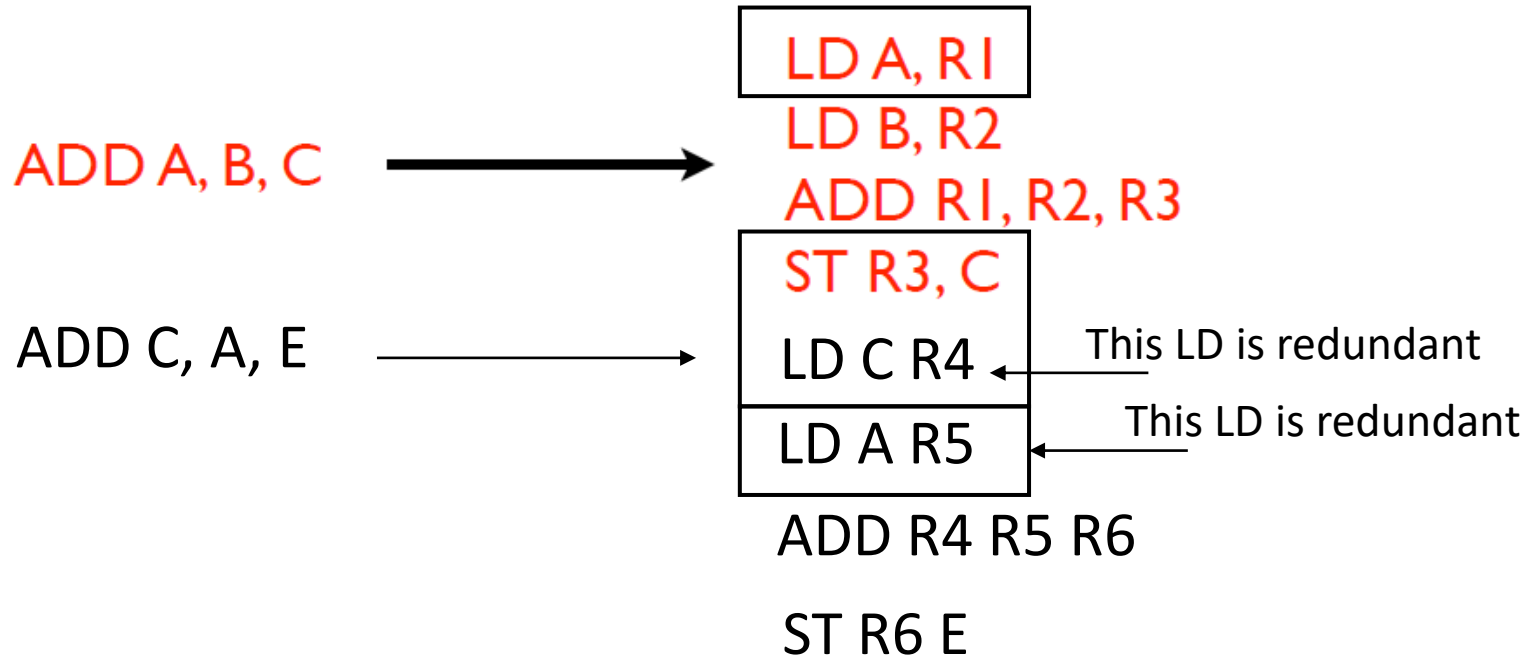 LD A, R1
LD B, R2
ADD A, B, C
ADD R1, R2, R3
ST R3, C
ADD C, A, E
LD C R4
This LD is redundant
LD A R5
This LD is redundant
ADD R4 R5 R6
ST R6 E